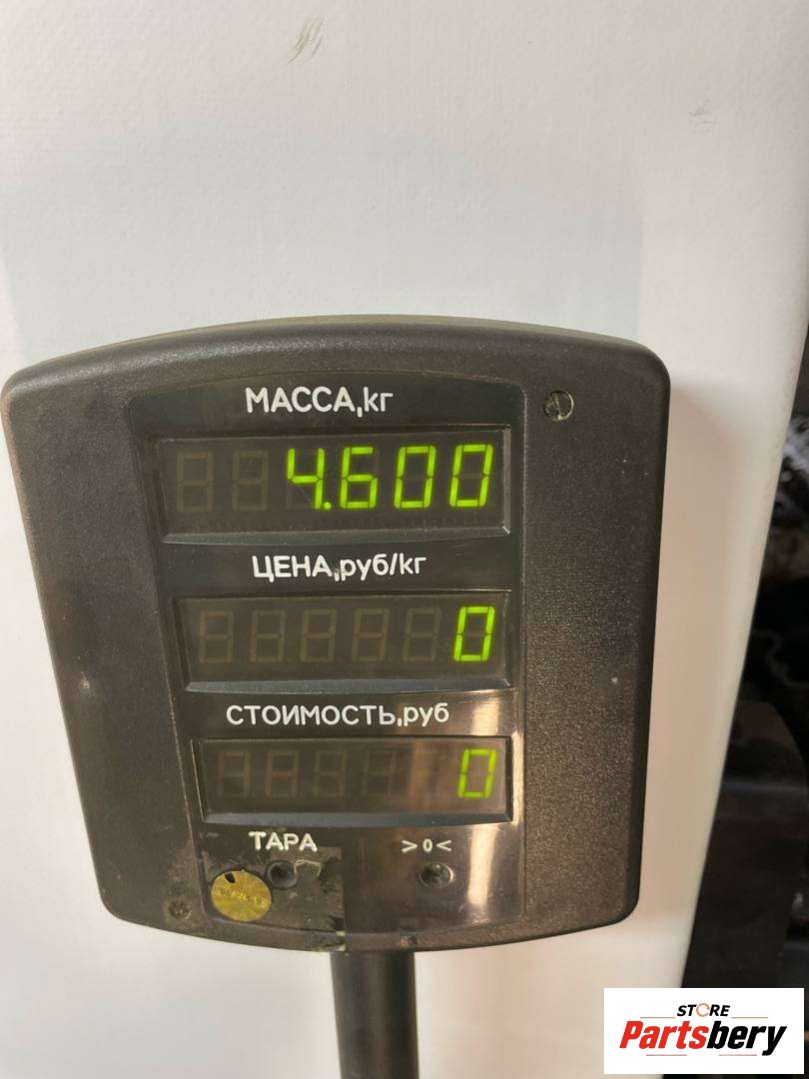 МАССА,кг
4.600
ЦЕНА,руб/кг
0
СТОИМОСТЬ,руб
0
ТАРА >0<
STORE
Partsbery